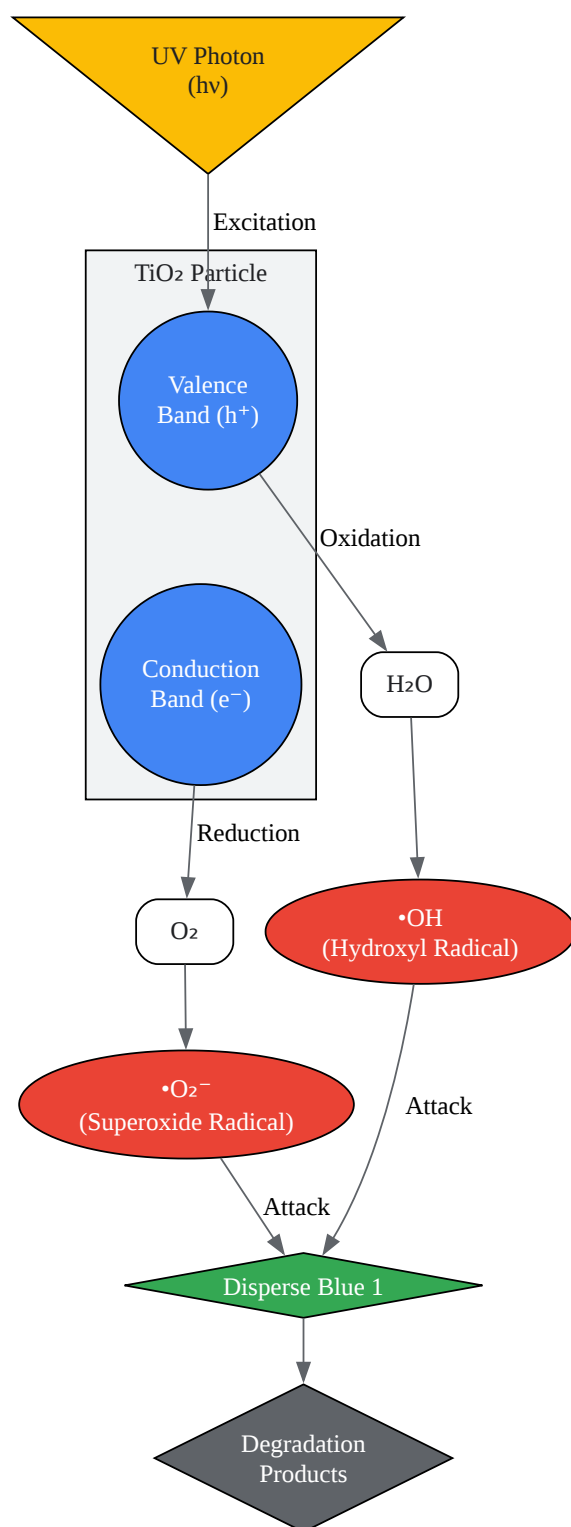 UV Photon
(hν)
Excitation
TiO₂ Particle
Valence
Band (h⁺)
Oxidation
Conduction
Band (e⁻)
H₂O
Reduction
•OH
(Hydroxyl Radical)
O₂
•O₂⁻
(Superoxide Radical)
Attack
Attack
Disperse Blue 1
Degradation
Products